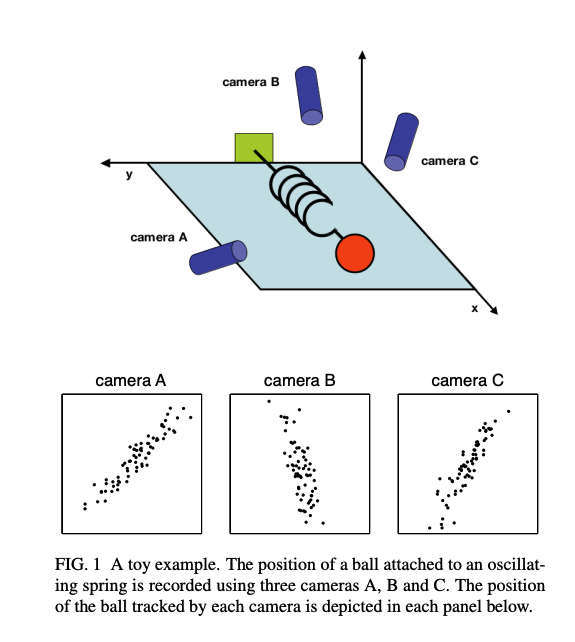 camera B
camera C
y
camera A
x
camera A
camera B
camera C
FIG. 1 A toy example. The position of a ball attached to an oscillat-
ing spring is recorded using three cameras A, B and C. The position
of the ball tracked by each camera is depicted in each panel below.